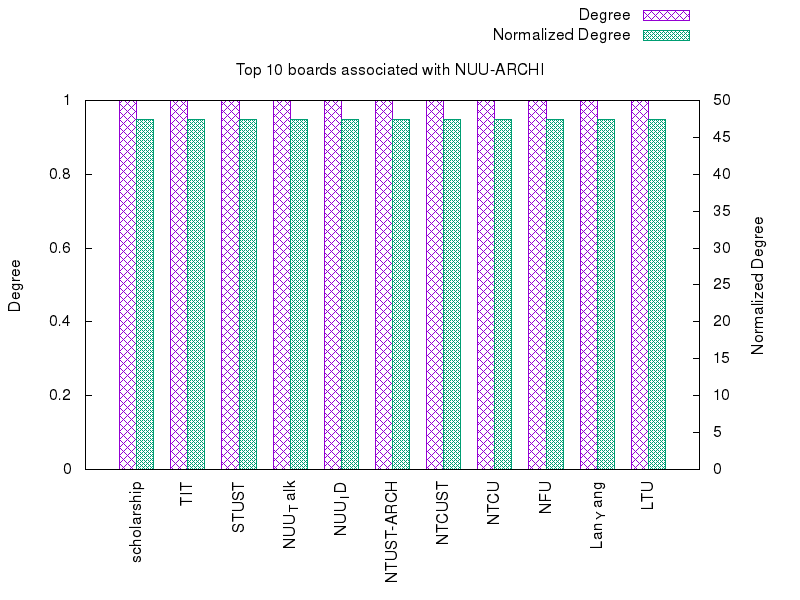 Degree
Normalized Degree
Top 10 boards associated with NUU-ARCHI
1
0.8
0.6
0.4
0.2
0
50
45
40
35
30
25
20
15
10
5
0
Degree
Normalized Degree
scholarship
TIT
STUST
NUUTalk
NUUID
NTUST-ARCH
NTCUST
NTCU
NFU
LanYang
LTU